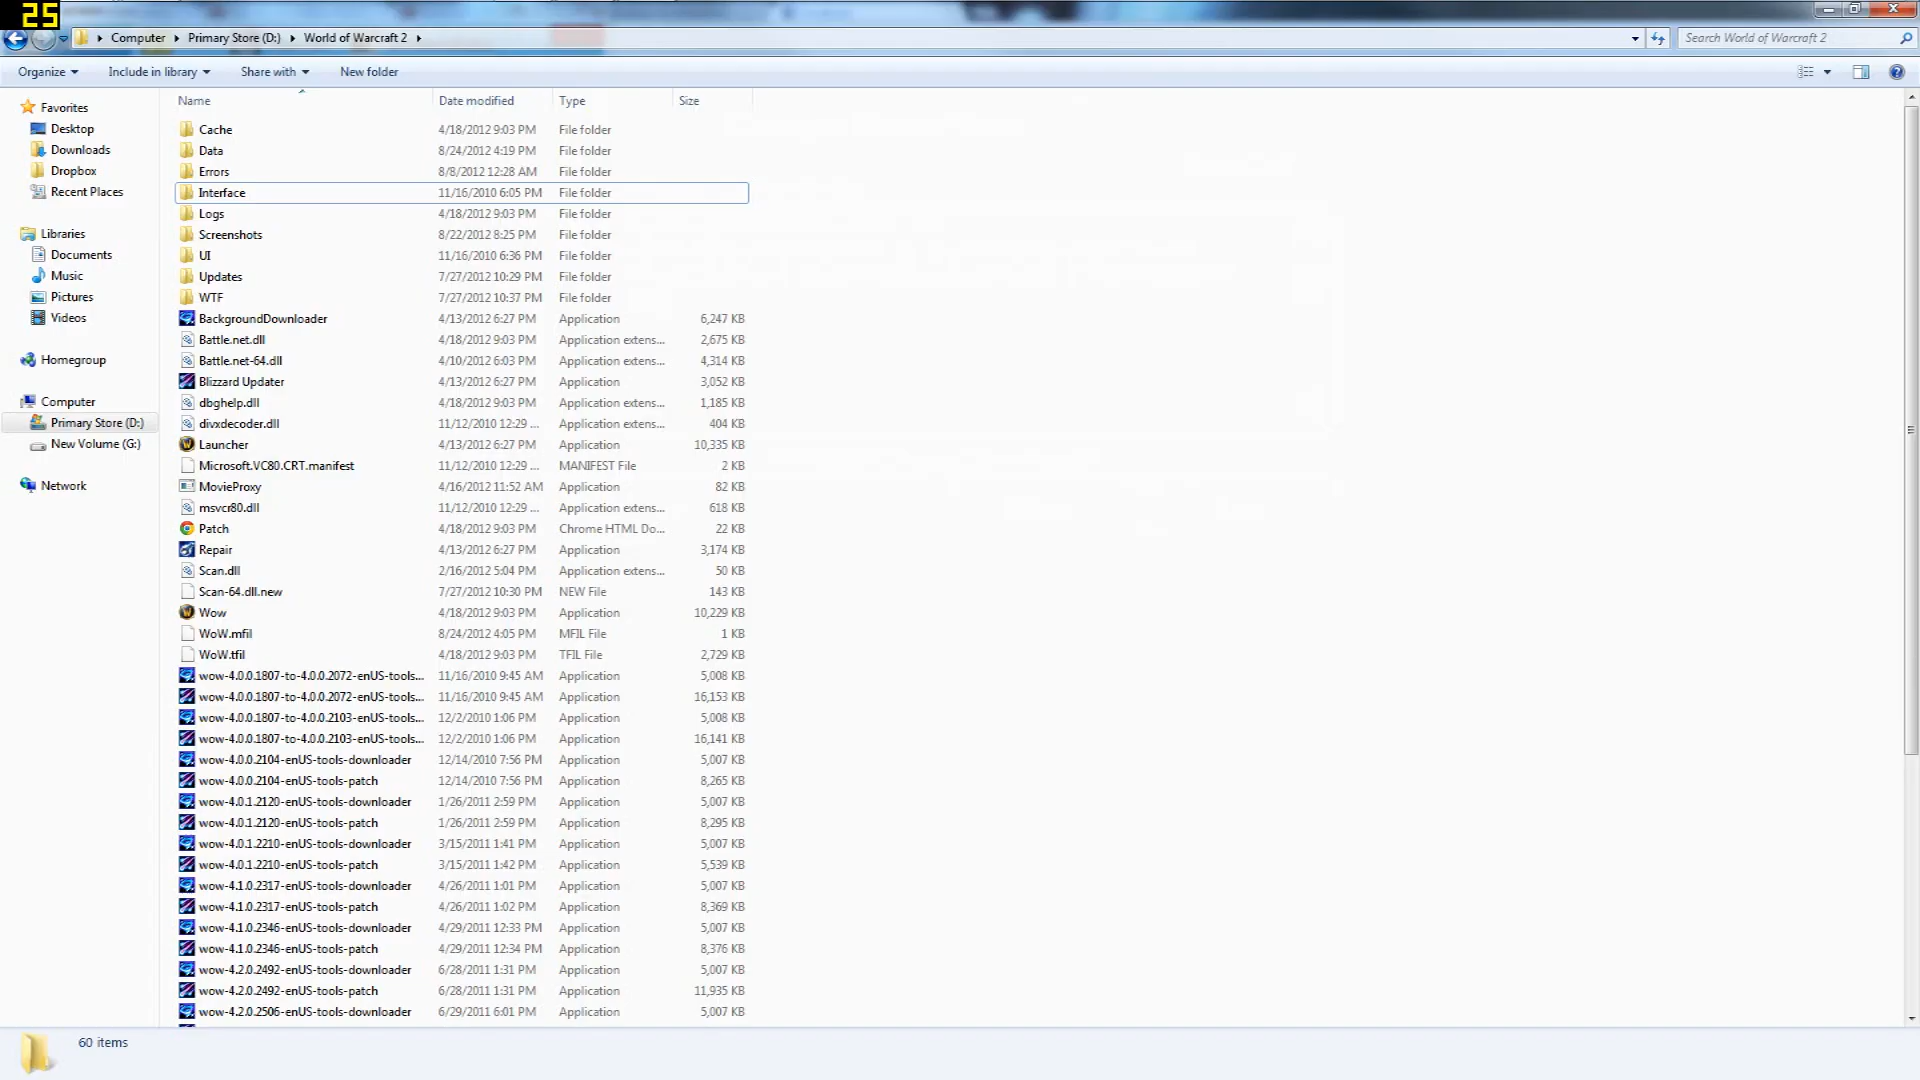 25
Computer Primary Store (D:) World of Warcraft 2 Search World of Warcraft 2
Organize Include in library Share with New folder
Name Date modified Type Size
Favorites
Desktop
Downloads
Dropbox
Recent Places
Libraries
Documents
Music
Pictures
Videos
Homegroup
Computer
Primary Store (D:)
New Volume (G:)
Network
Cache 4/18/2012 9:03 PM File folder
Data 8/24/2012 4:19 PM File folder
Errors 8/8/2012 12:28 AM File folder
Interface 11/16/2010 6:05 PM File folder
Logs 4/18/2012 9:03 PM File folder
Screenshots 8/22/2012 8:25 PM File folder
UI 11/16/2010 6:36 PM File folder
Updates 7/27/2012 10:29 PM File folder
WTF 7/27/2012 10:37 PM File folder
BackgroundDownloader 4/13/2012 6:27 PM Application 6,247 KB
Battle.net.dll 4/18/2012 9:03 PM Application extens... 2,675 KB
Battle.net-64.dll 4/10/2012 6:03 PM Application extens... 4,314 KB
Blizzard Updater 4/13/2012 6:27 PM Application 3,052 KB
dbghelp.dll 4/18/2012 9:03 PM Application extens... 1,185 KB
divxdecoder.dll 11/12/2010 12:29 ... Application extens... 404 KB
Launcher 4/13/2012 6:27 PM Application 10,335 KB
Microsoft.VC80.CRT.manifest 11/12/2010 12:29 ... MANIFEST File 2 KB
MovieProxy 4/16/2012 11:52 AM Application 82 KB
msvcr80.dll 11/12/2010 12:29 ... Application extens... 618 KB
Patch 4/18/2012 9:03 PM Chrome HTML Do... 22 KB
Repair 4/13/2012 6:27 PM Application 3,174 KB
Scan.dll 2/16/2012 5:04 PM Application extens... 50 KB
Scan-64.dll.new 7/27/2012 10:30 PM NEW File 143 KB
Wow 4/18/2012 9:03 PM Application 10,229 KB
WoW.mfil 8/24/2012 4:05 PM MFIL File 1 KB
WoW.tfil 4/18/2012 9:03 PM TFIL File 2,729 KB
wow-4.0.0.1807-to-4.0.0.2072-enUS-tools... 11/16/2010 9:45 AM Application 5,008 KB
wow-4.0.0.1807-to-4.0.0.2072-enUS-tools... 11/16/2010 9:45 AM Application 16,153 KB
wow-4.0.0.1807-to-4.0.0.2103-enUS-tools... 12/2/2010 1:06 PM Application 5,008 KB
wow-4.0.0.1807-to-4.0.0.2103-enUS-tools... 12/2/2010 1:06 PM Application 16,141 KB
wow-4.0.0.2104-enUS-tools-downloader 12/14/2010 7:56 PM Application 5,007 KB
wow-4.0.0.2104-enUS-tools-patch 12/14/2010 7:56 PM Application 8,265 KB
wow-4.0.1.2120-enUS-tools-downloader 1/26/2011 2:59 PM Application 5,007 KB
wow-4.0.1.2120-enUS-tools-patch 1/26/2011 2:59 PM Application 8,295 KB
wow-4.0.1.2210-enUS-tools-downloader 3/15/2011 1:41 PM Application 5,007 KB
wow-4.0.1.2210-enUS-tools-patch 3/15/2011 1:42 PM Application 5,539 KB
wow-4.1.0.2317-enUS-tools-downloader 4/26/2011 1:01 PM Application 5,007 KB
wow-4.1.0.2317-enUS-tools-patch 4/26/2011 1:02 PM Application 8,369 KB
wow-4.1.0.2346-enUS-tools-downloader 4/29/2011 12:33 PM Application 5,007 KB
wow-4.1.0.2346-enUS-tools-patch 4/29/2011 12:34 PM Application 8,376 KB
wow-4.2.0.2492-enUS-tools-downloader 6/28/2011 1:31 PM Application 5,007 KB
wow-4.2.0.2492-enUS-tools-patch 6/28/2011 1:31 PM Application 11,935 KB
wow-4.2.0.2506-enUS-tools-downloader 6/29/2011 6:01 PM Application 5,007 KB
60 items